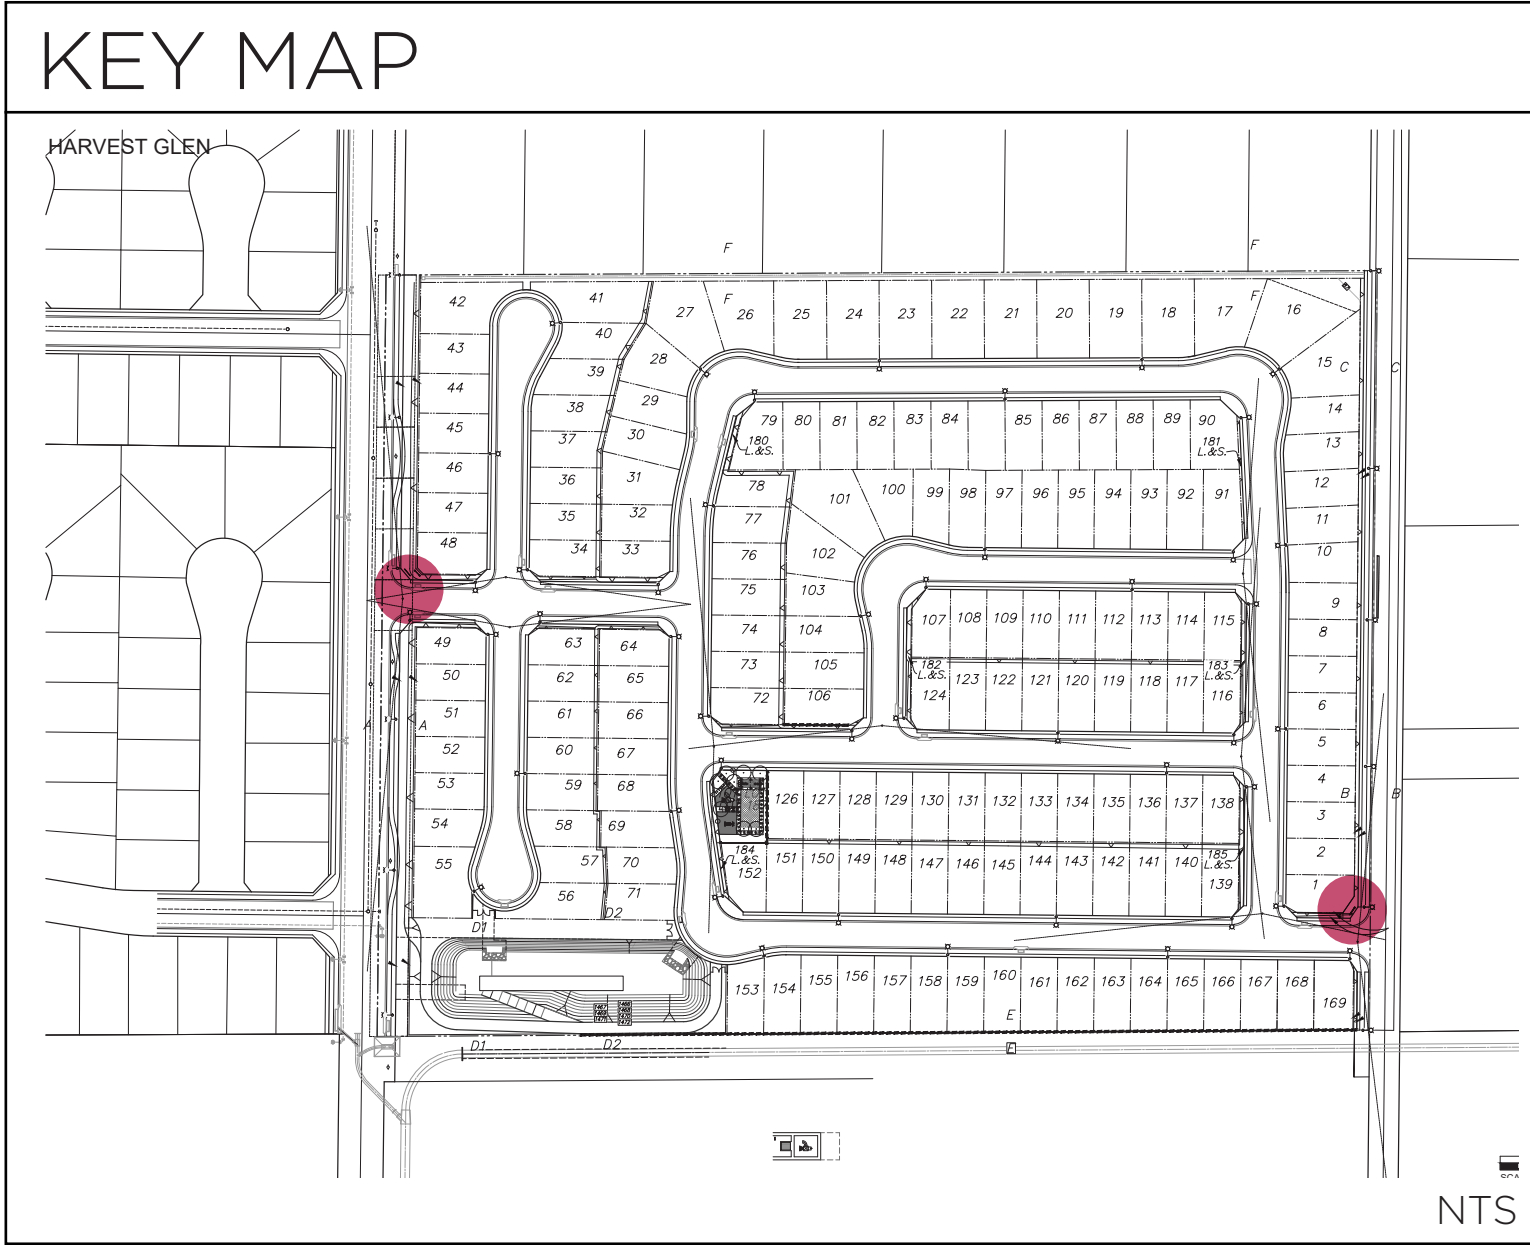 KEY MAP
HARVEST GLEN
F F
42 41 27 F 26 25 24 23 22 21 20 19 18 17 F 16
43 40 28 39 15 C C
44 29 38 14
45 30 37 13
79 80 81 82 83 84 85 86 87 88 89 90
180 L.&S.
181 L.&S.
46 36 31 12
47 35 32 11
48 34 33 10
78 101 100 99 98 97 96 95 94 93 92 91
77
76 102
75 103 9
74 104 107 108 109 110 111 112 113 114 115 8
49 63 64
73 105 182 L.&S. 183 L.&S. 7
50 62 65
72 106 124 123 122 121 120 119 118 117 116 6
51 61 66
A A
52 60 67 5
53 59 68 4
126 127 128 129 130 131 132 133 134 135 136 137 138 B B
54 58 69 3
55 57 70 2
184 L.&S.
185 L.&S.
152 151 150 149 148 147 146 145 144 143 142 141 140 139 1
56 71
D1 D2
153 154 155 156 157 158 159 160 161 162 163 164 165 166 167 168 169
1467 1468
1469
1470
1471 1472
E
D1 D2 E
NTS